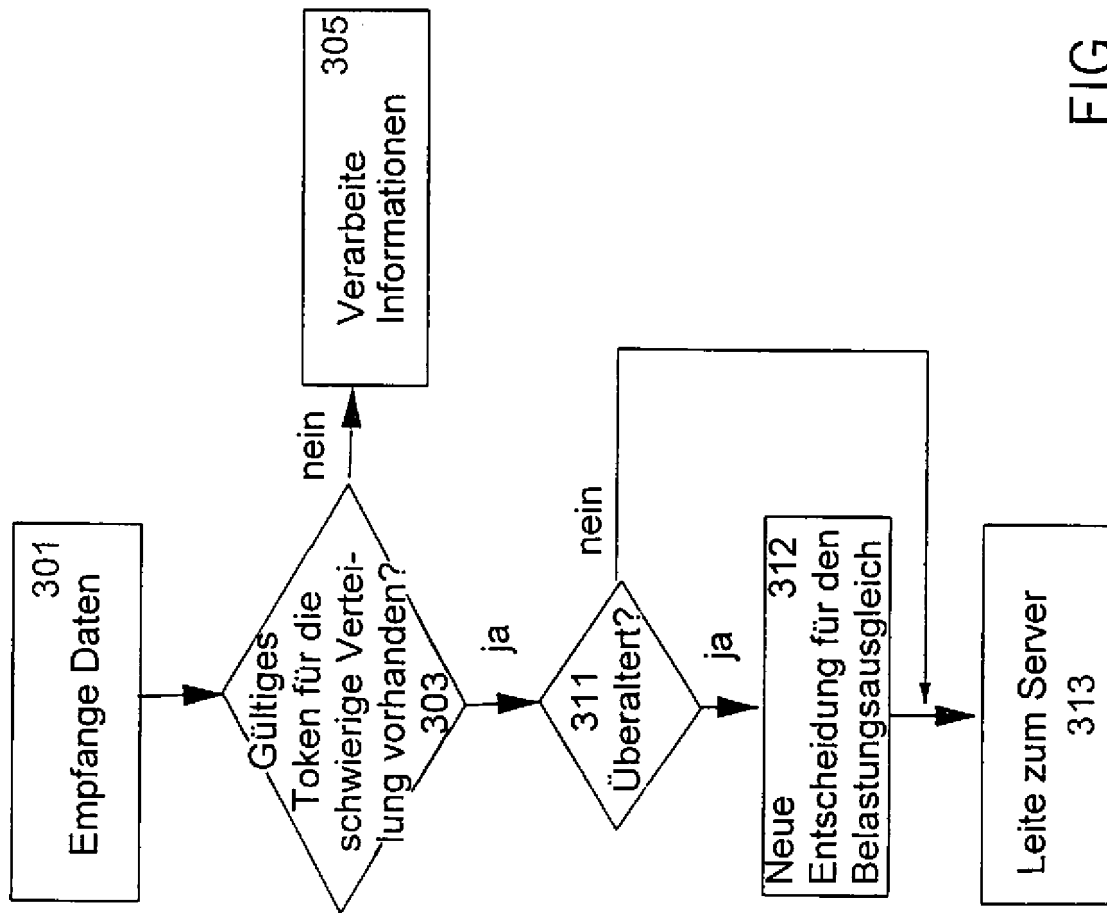 301
Empfange Daten
Gültiges
Token für die
schwierige Vertei-
lung vorhanden?
303
nein
305
Verarbeite
Informationen
ja
311
Überaltert?
nein
ja
Neue 312
Entscheidung für den
Belastungsausgleich
Leite zum Server
313
FIG